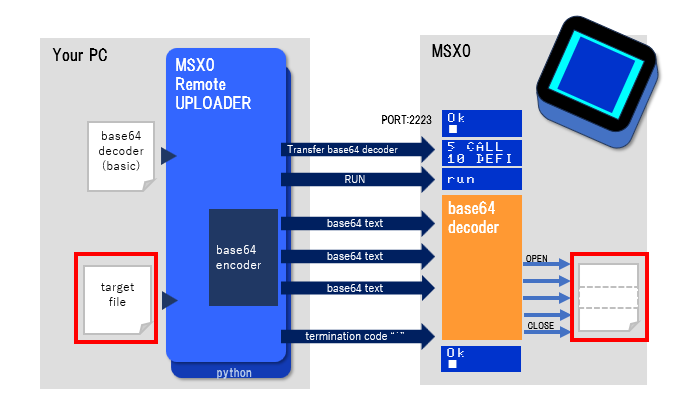 Your PC
MSX0
Remote
UPLOADER
MSX0
PORT:2223
Ok
base64
decoder
(basic)
Transfer base64 decoder
5 CALL
10 DEFI
RUN
run
base64
encoder
base64 text
base64 text
base64 text
base64
decoder
OPEN
CLOSE
target
file
termination code "`"
Ok
python